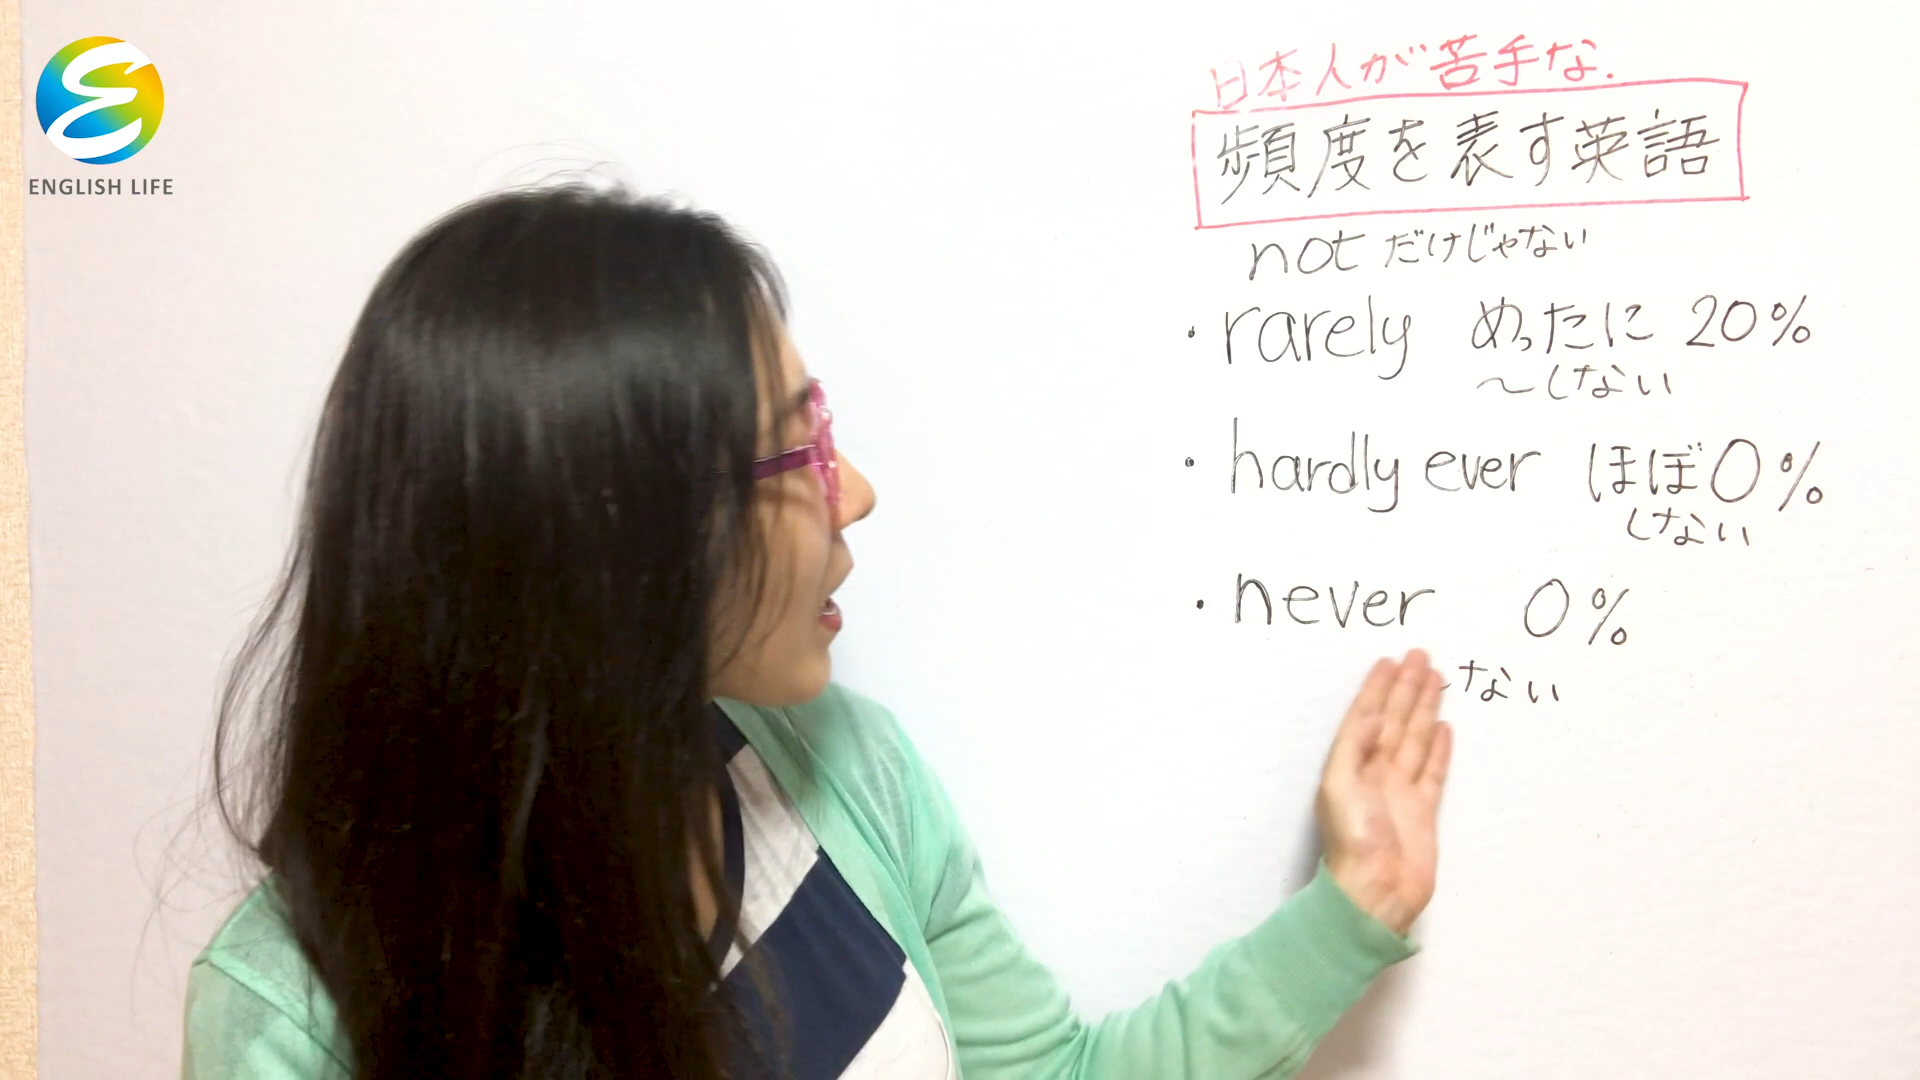 ENGLISH LIFE
日本人が苦手な.
頻度を表す英語
not だけじゃない
・rarely めったに 20%
〜しない
・hardly ever ほぼ0%
しない
・never 0%
ない